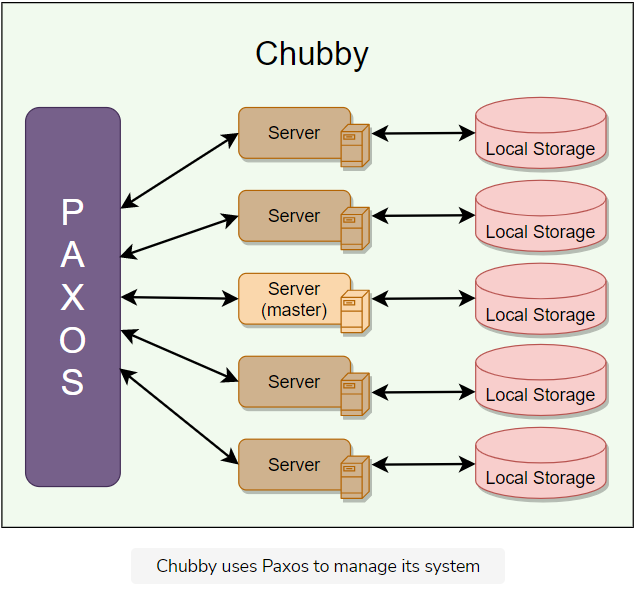 Chubby
PAXOS
Server
Local Storage
Server
Local Storage
Server
(master)
Local Storage
Server
Local Storage
Server
Local Storage
Chubby uses Paxos to manage its system